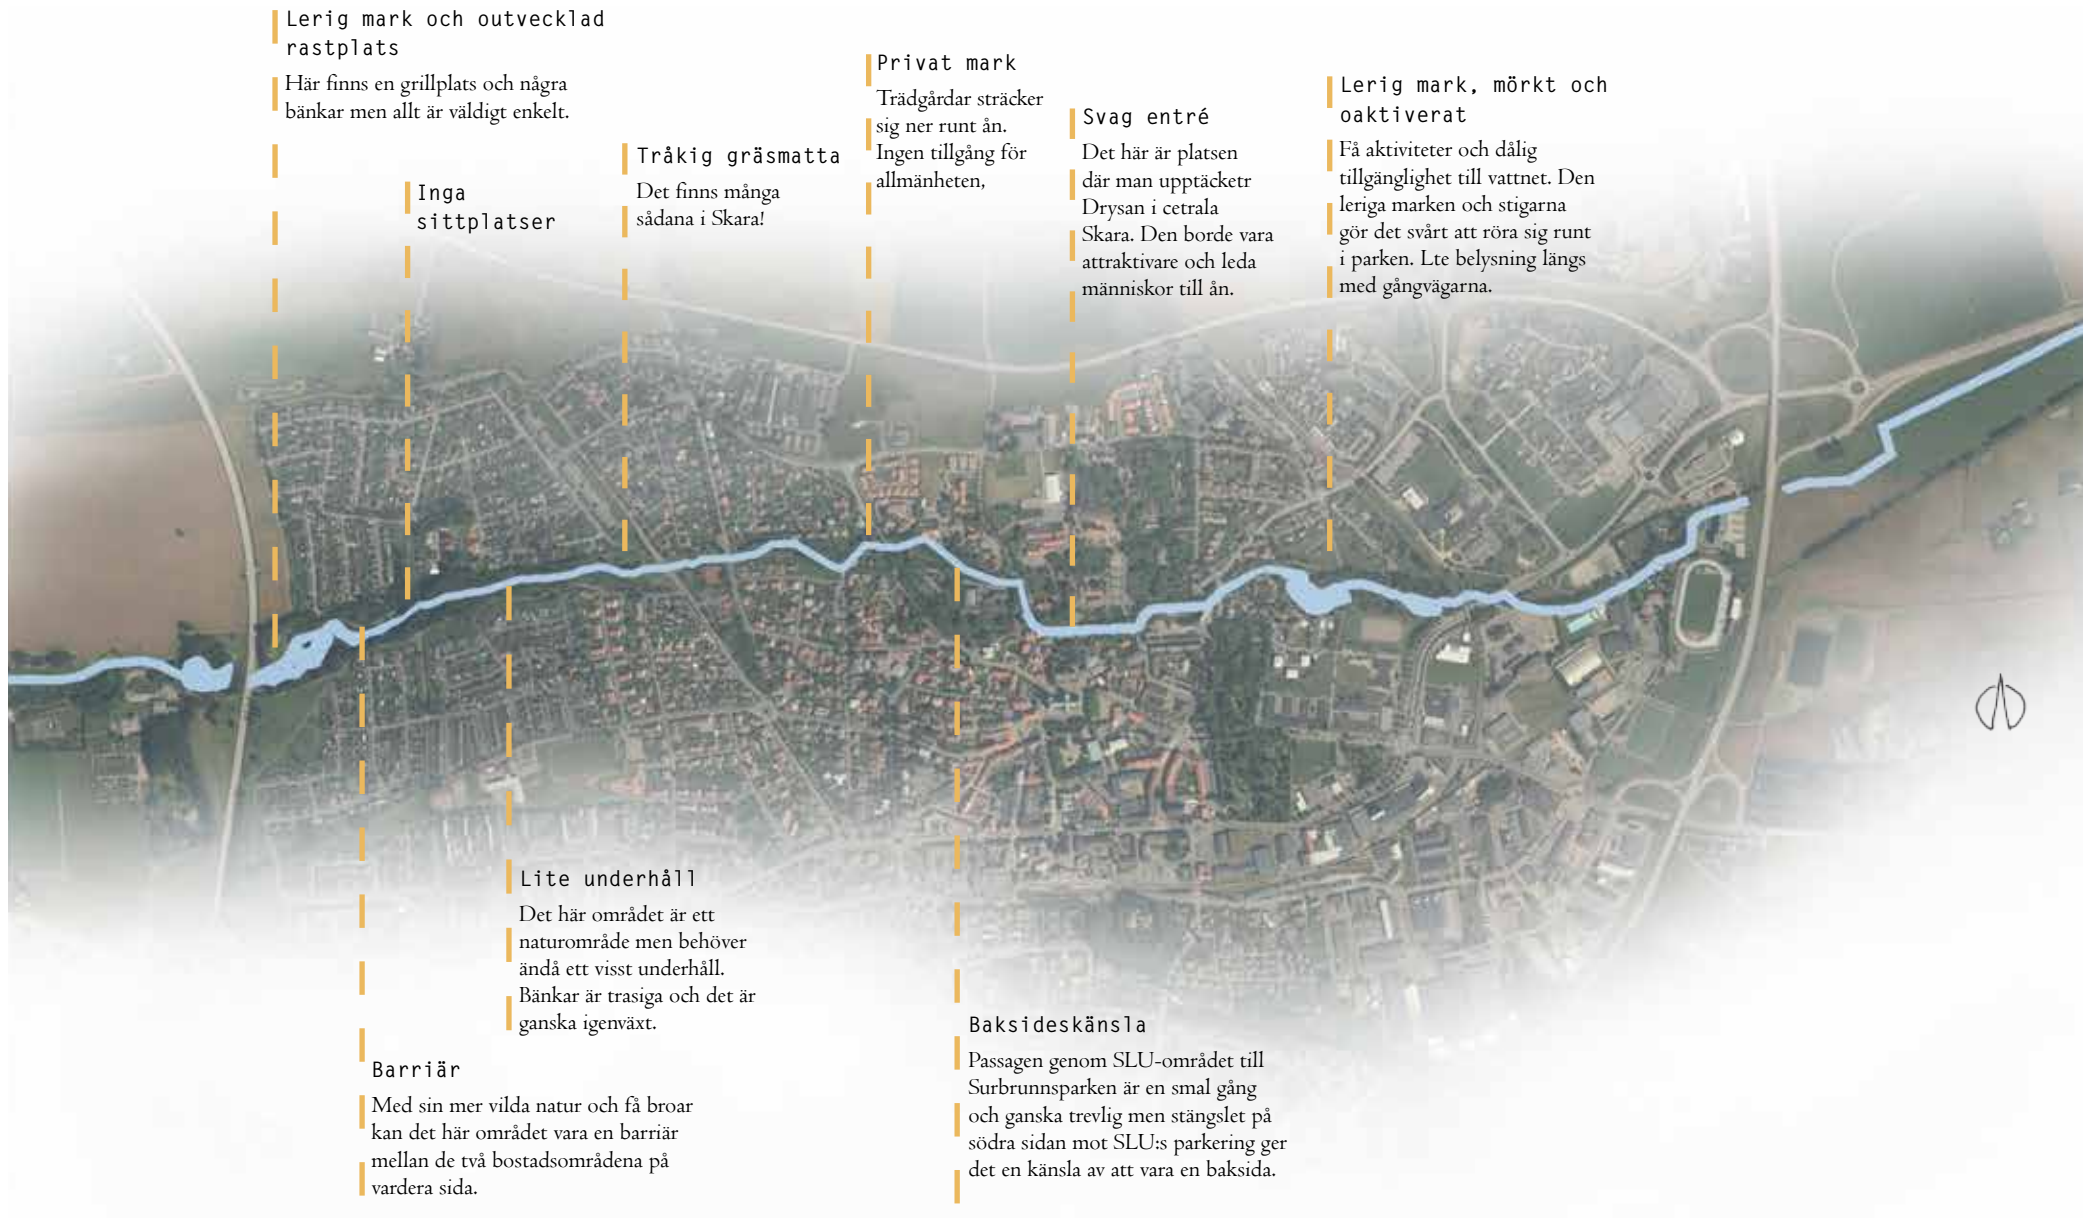 Lerig mark och outvecklad
rastplats
Här finns en grillplats och några
bänkar men allt är väldigt enkelt.
Inga
sittplatser
Tråkig gräsmatta
Det finns många
sådana i Skara!
Privat mark
Trädgårdar sträcker
sig ner runt ån.
Ingen tillgång för
allmänheten,
Svag entré
Det här är platsen
där man upptäcketr
Drysan i cetrala
Skara. Den borde vara
attraktivare och leda
människor till ån.
Lerig mark, mörkt och
oaktiverat
Få aktiviteter och dålig
tillgänglighet till vattnet. Den
leriga marken och stigarna
gör det svårt att röra sig runt
i parken. Lte belysning längs
med gångvägarna.
Lite underhåll
Det här området är ett
naturområde men behöver
ändå ett visst underhåll.
Bänkar är trasiga och det är
ganska igenväxt.
Barriär
Med sin mer vilda natur och få broar
kan det här området vara en barriär
mellan de två bostadsområdena på
vardera sida.
Baksideskänsla
Passagen genom SLU-området till
Surbrunnsparken är en smal gång
och ganska trevlig men stängslet på
södra sidan mot SLU:s parkering ger
det en känsla av att vara en baksida.